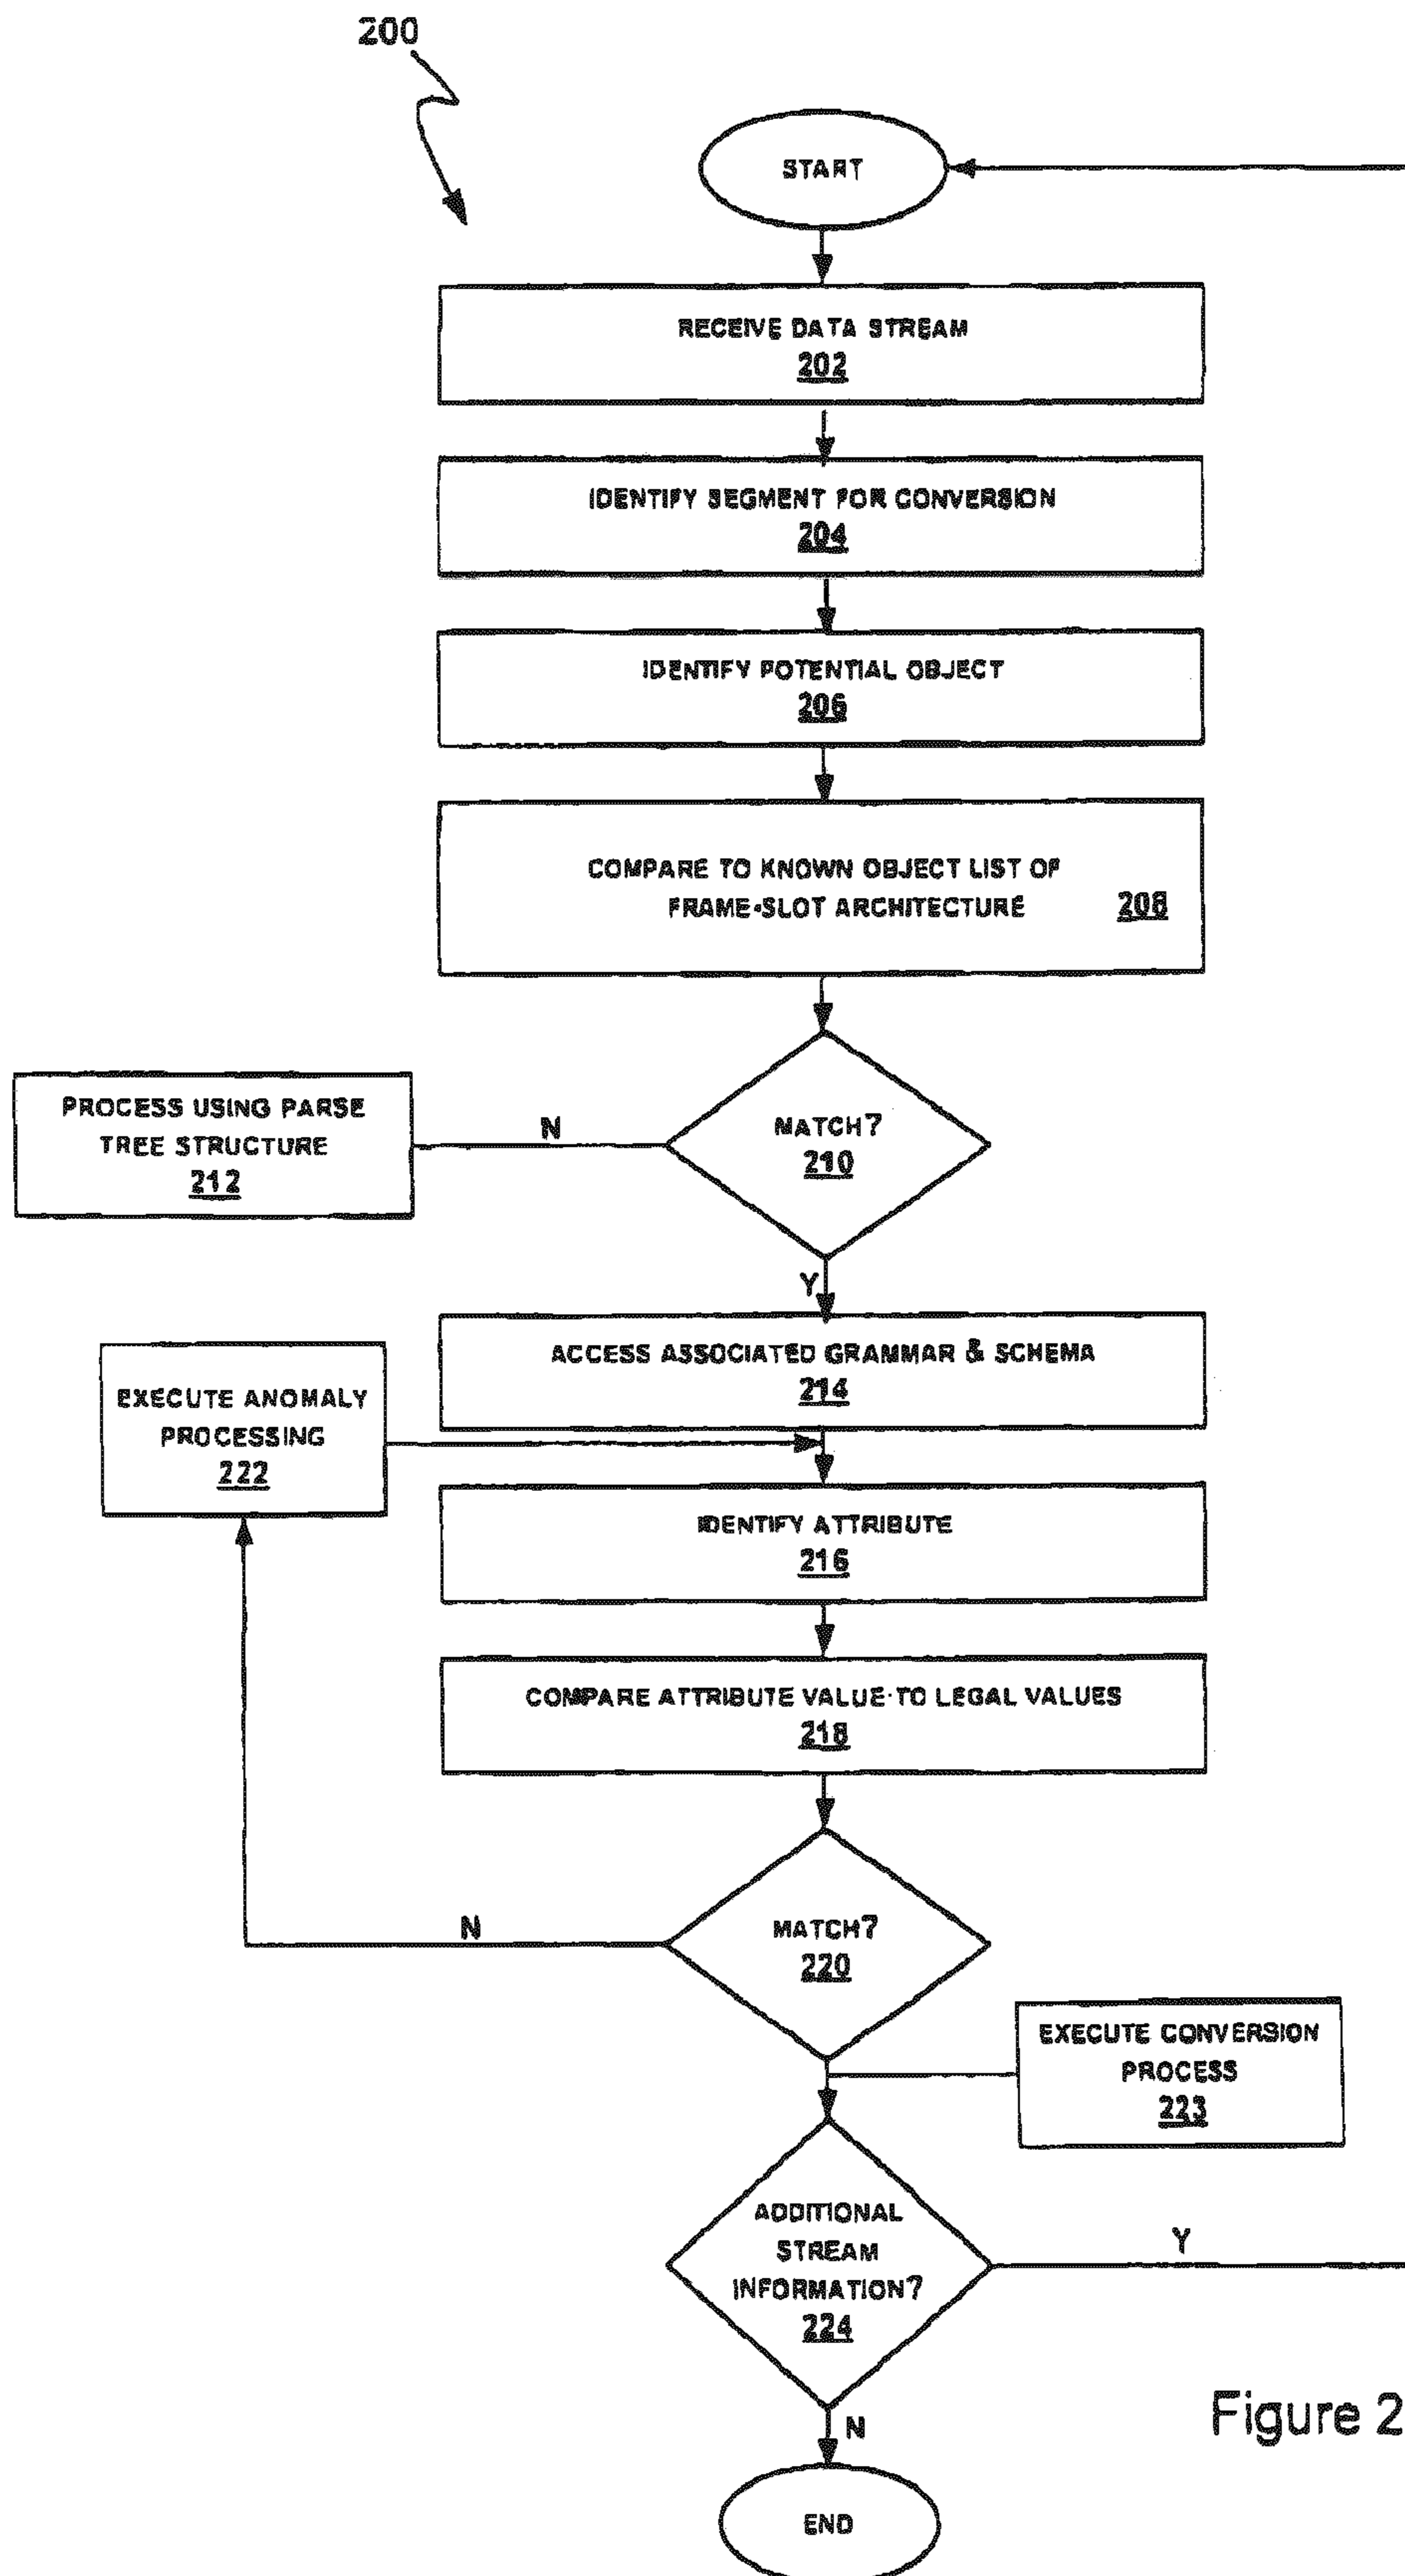 200
START
RECEIVE DATA STREAM
202
IDENTIFY SEGMENT FOR CONVERSION
204
IDENTIFY POTENTIAL OBJECT
206
COMPARE TO KNOWN OBJECT LIST OF
FRAME-SLOT ARCHITECTURE 208
MATCH?
210
N
PROCESS USING PARSE
TREE STRUCTURE
212
Y
ACCESS ASSOCIATED GRAMMAR & SCHEMA
214
EXECUTE ANOMALY
PROCESSING
222
IDENTIFY ATTRIBUTE
216
COMPARE ATTRIBUTE VALUE TO LEGAL VALUES
218
MATCH?
220
N
EXECUTE CONVERSION
PROCESS
223
ADDITIONAL
STREAM
INFORMATION?
224
Y
N
END
Figure 2